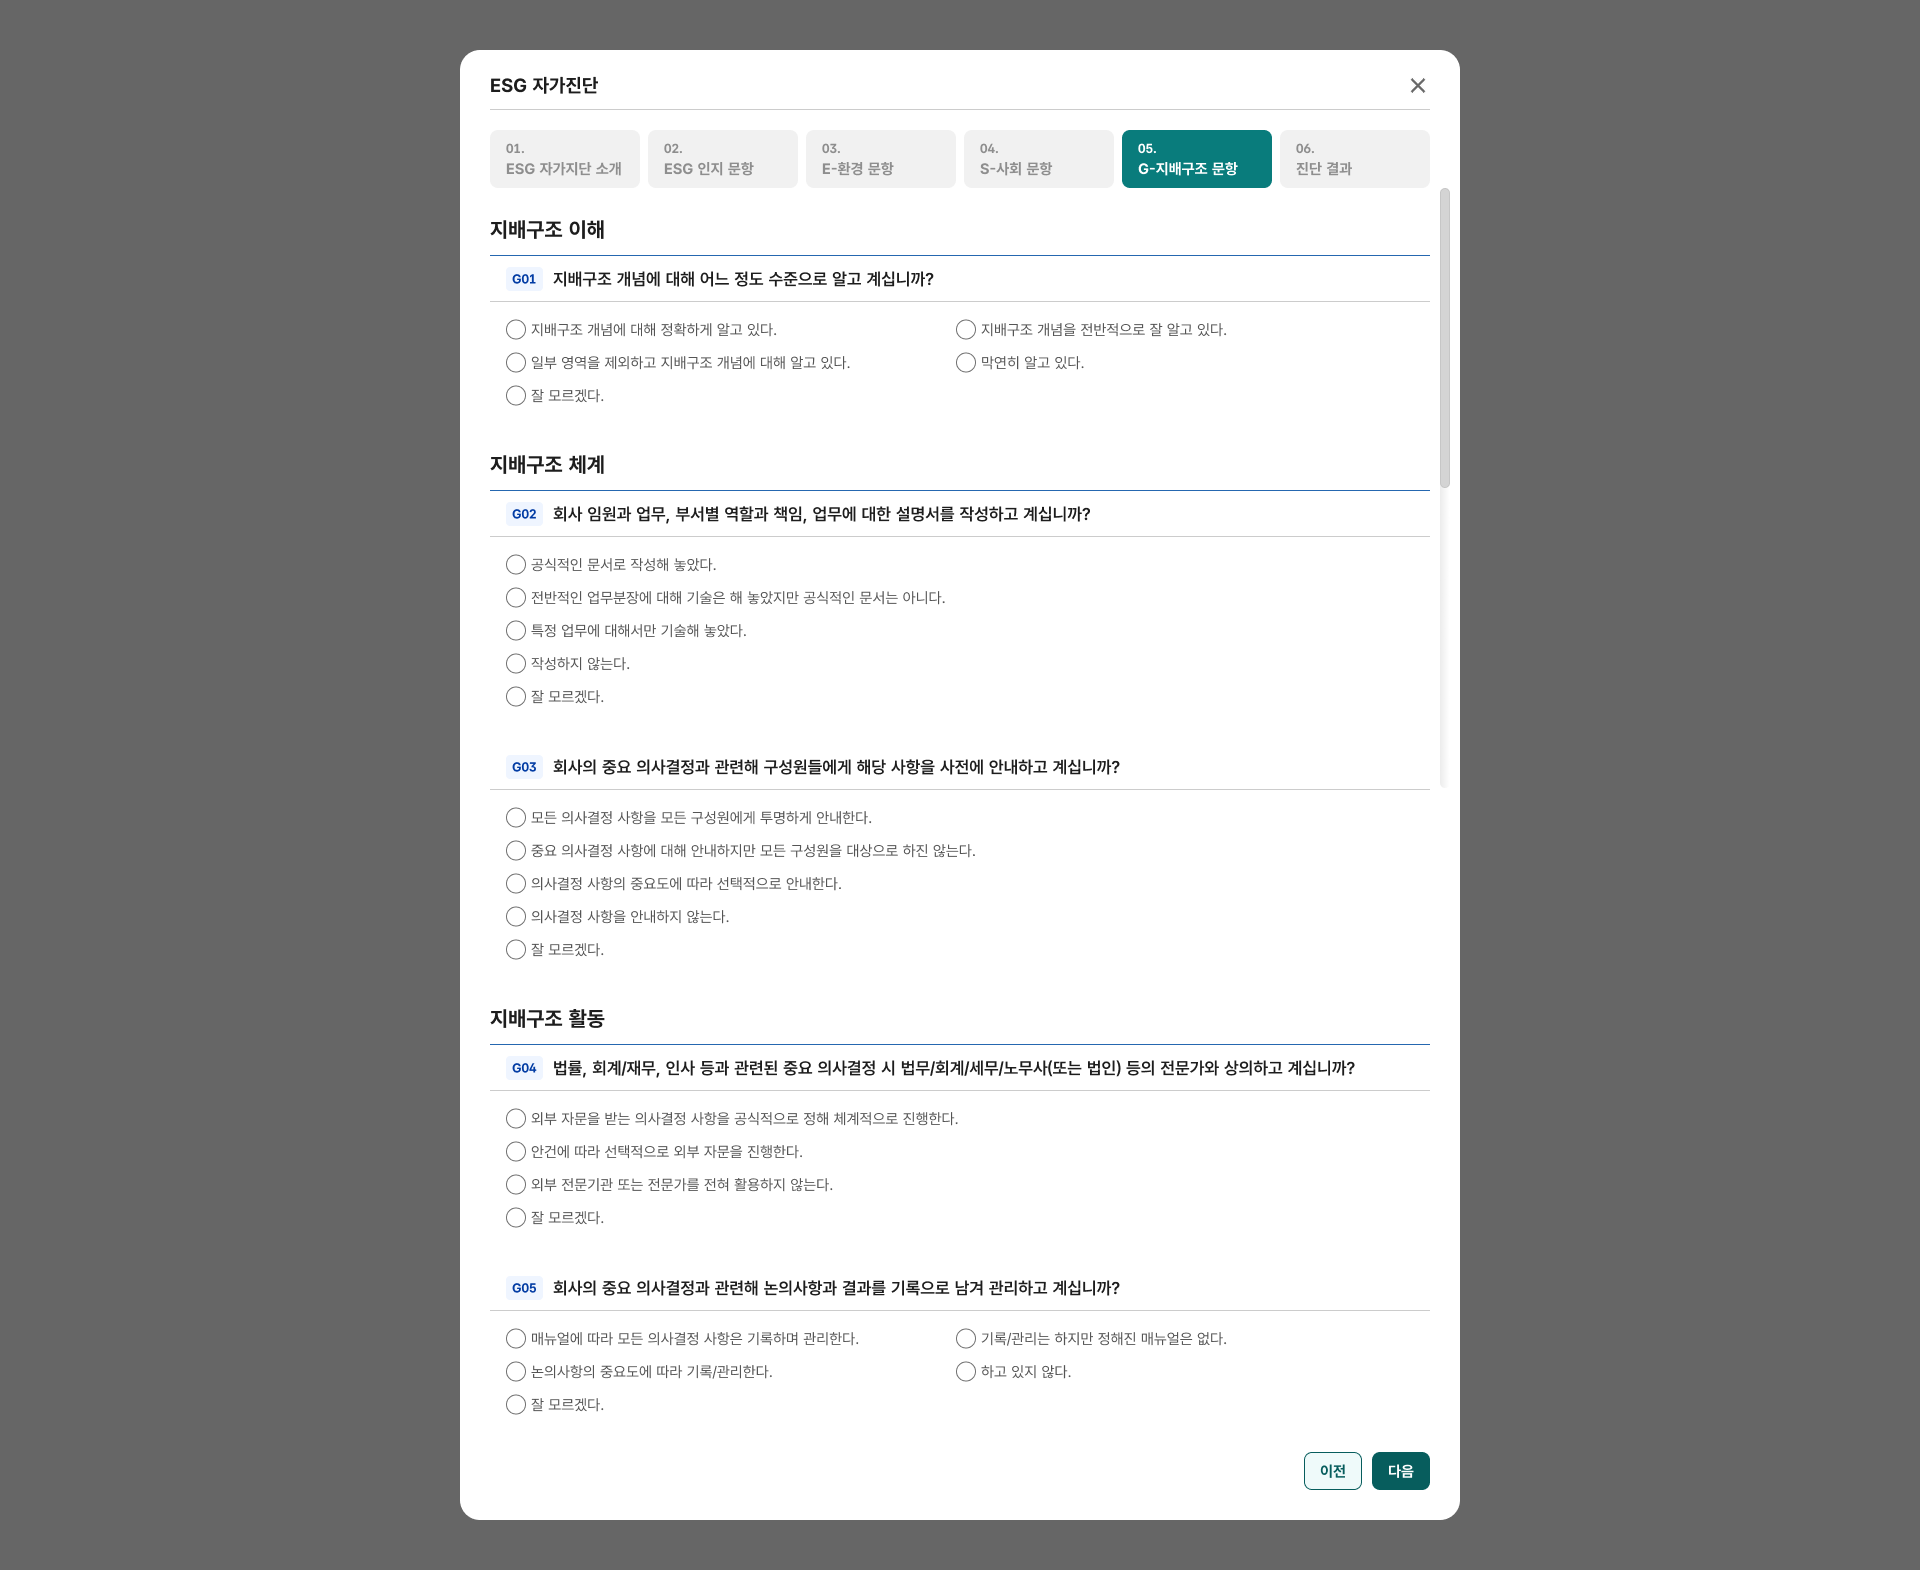 ESG 자가진단
01.
ESG 자가지단 소개
02.
ESG 인지 문항
03.
E-환경 문항
04.
S-사회 문항
05.
G-지배구조 문항
06.
진단 결과
지배구조 이해
G01 지배구조 개념에 대해 어느 정도 수준으로 알고 계십니까?
지배구조 개념에 대해 정확하게 알고 있다.
지배구조 개념을 전반적으로 잘 알고 있다.
일부 영역을 제외하고 지배구조 개념에 대해 알고 있다.
막연히 알고 있다.
잘 모르겠다.
지배구조 체계
G02 회사 임원과 업무, 부서별 역할과 책임, 업무에 대한 설명서를 작성하고 계십니까?
공식적인 문서로 작성해 놓았다.
전반적인 업무분장에 대해 기술은 해 놓았지만 공식적인 문서는 아니다.
특정 업무에 대해서만 기술해 놓았다.
작성하지 않는다.
잘 모르겠다.
G03 회사의 중요 의사결정과 관련해 구성원들에게 해당 사항을 사전에 안내하고 계십니까?
모든 의사결정 사항을 모든 구성원에게 투명하게 안내한다.
중요 의사결정 사항에 대해 안내하지만 모든 구성원을 대상으로 하진 않는다.
의사결정 사항의 중요도에 따라 선택적으로 안내한다.
의사결정 사항을 안내하지 않는다.
잘 모르겠다.
지배구조 활동
G04 법률, 회계/재무, 인사 등과 관련된 중요 의사결정 시 법무/회계/세무/노무사(또는 법인) 등의 전문가와 상의하고 계십니까?
외부 자문을 받는 의사결정 사항을 공식적으로 정해 체계적으로 진행한다.
안건에 따라 선택적으로 외부 자문을 진행한다.
외부 전문기관 또는 전문가를 전혀 활용하지 않는다.
잘 모르겠다.
G05 회사의 중요 의사결정과 관련해 논의사항과 결과를 기록으로 남겨 관리하고 계십니까?
매뉴얼에 따라 모든 의사결정 사항은 기록하며 관리한다.
기록/관리는 하지만 정해진 매뉴얼은 없다.
논의사항의 중요도에 따라 기록/관리한다.
하고 있지 않다.
잘 모르겠다.
이전
다음